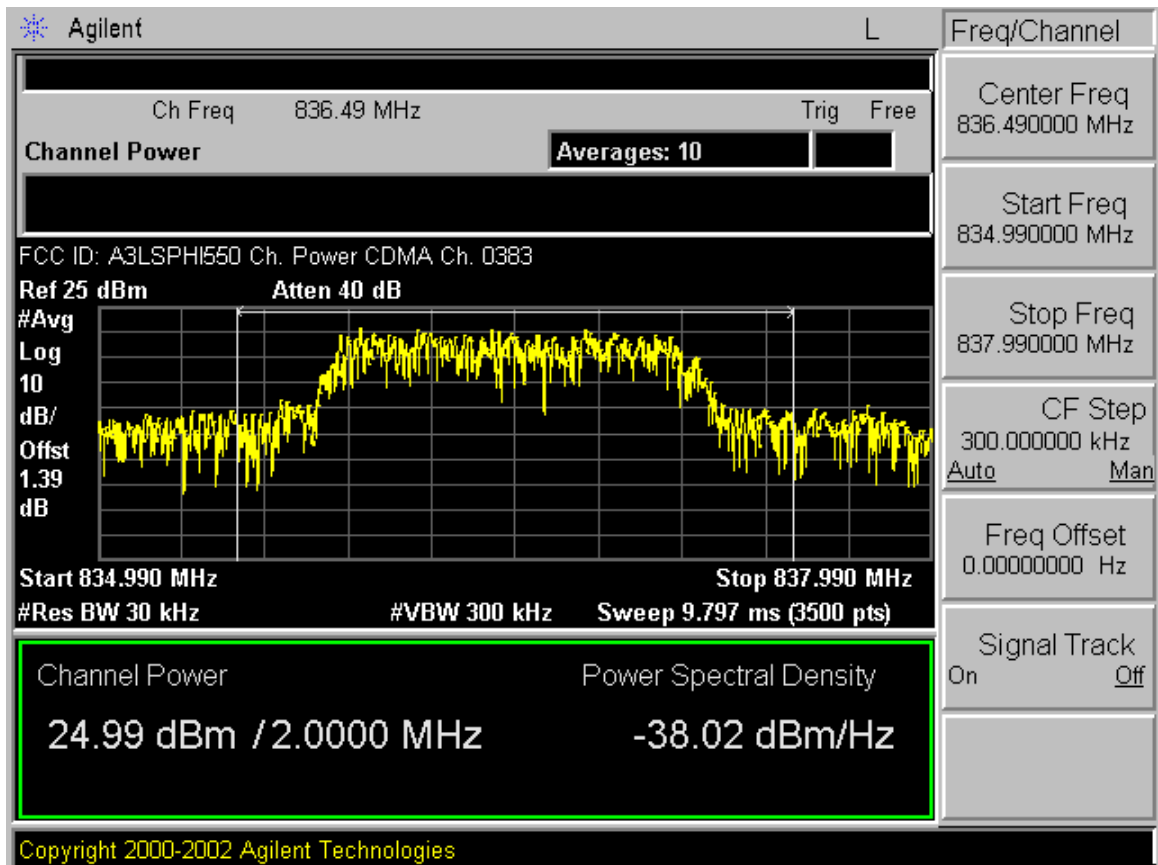 Agilent L
Freq/Channel
Ch Freq 836.49 MHz Trig Free
Channel Power Averages: 10
FCC ID: A3LSPHI550 Ch. Power CDMA Ch. 0383
Ref 25 dBm Atten 40 dB
#Avg
Log
10
dB/
Offst
1.39
dB
Start 834.990 MHz Stop 837.990 MHz
#Res BW 30 kHz #VBW 300 kHz Sweep 9.797 ms (3500 pts)
Channel Power Power Spectral Density
24.99 dBm / 2.0000 MHz -38.02 dBm/Hz
Center Freq
836.490000 MHz
Start Freq
834.990000 MHz
Stop Freq
837.990000 MHz
CF Step
300.000000 kHz
Auto Man
Freq Offset
0.00000000 Hz
Signal Track
On Off
Copyright 2000-2002 Agilent Technologies